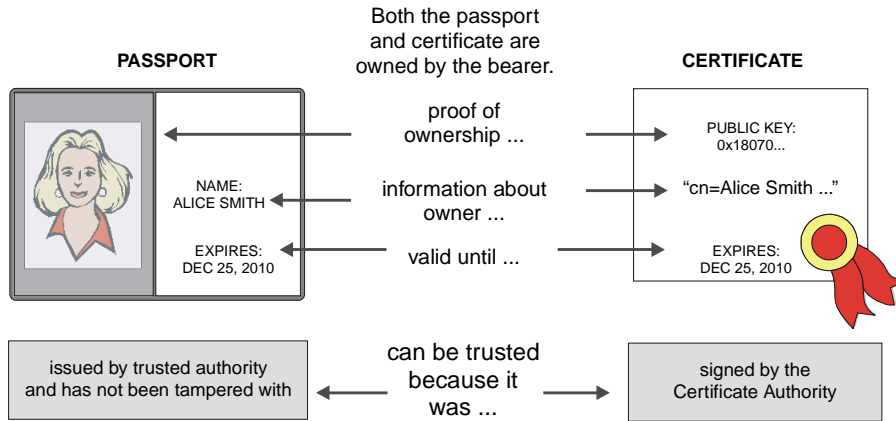 Both the passport
and certificate are
owned by the bearer.
PASSPORT
CERTIFICATE
proof of
ownership ...
PUBLIC KEY:
0x18070...
NAME:
ALICE SMITH
information about
owner ...
“cn=Alice Smith ...”
EXPIRES:
DEC 25, 2010
valid until ...
EXPIRES:
DEC 25, 2010
issued by trusted authority
and has not been tampered with
can be trusted
because it
was ...
signed by the
Certificate Authority